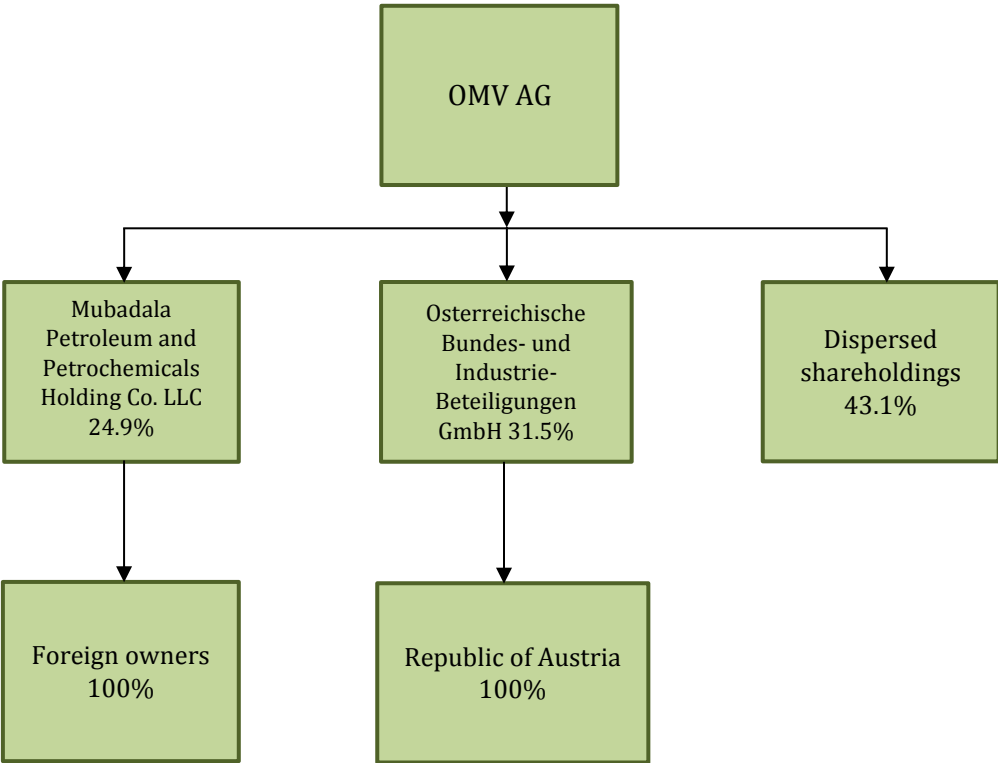 OMV AG
Mubadala
Petroleum and
Petrochemicals
Holding Co. LLC
24.9%
Osterreichische
Bundes- und
Industrie-
Beteiligungen
GmbH 31.5%
Dispersed
shareholdings
43.1%
Foreign owners
100%
Republic of Austria
100%